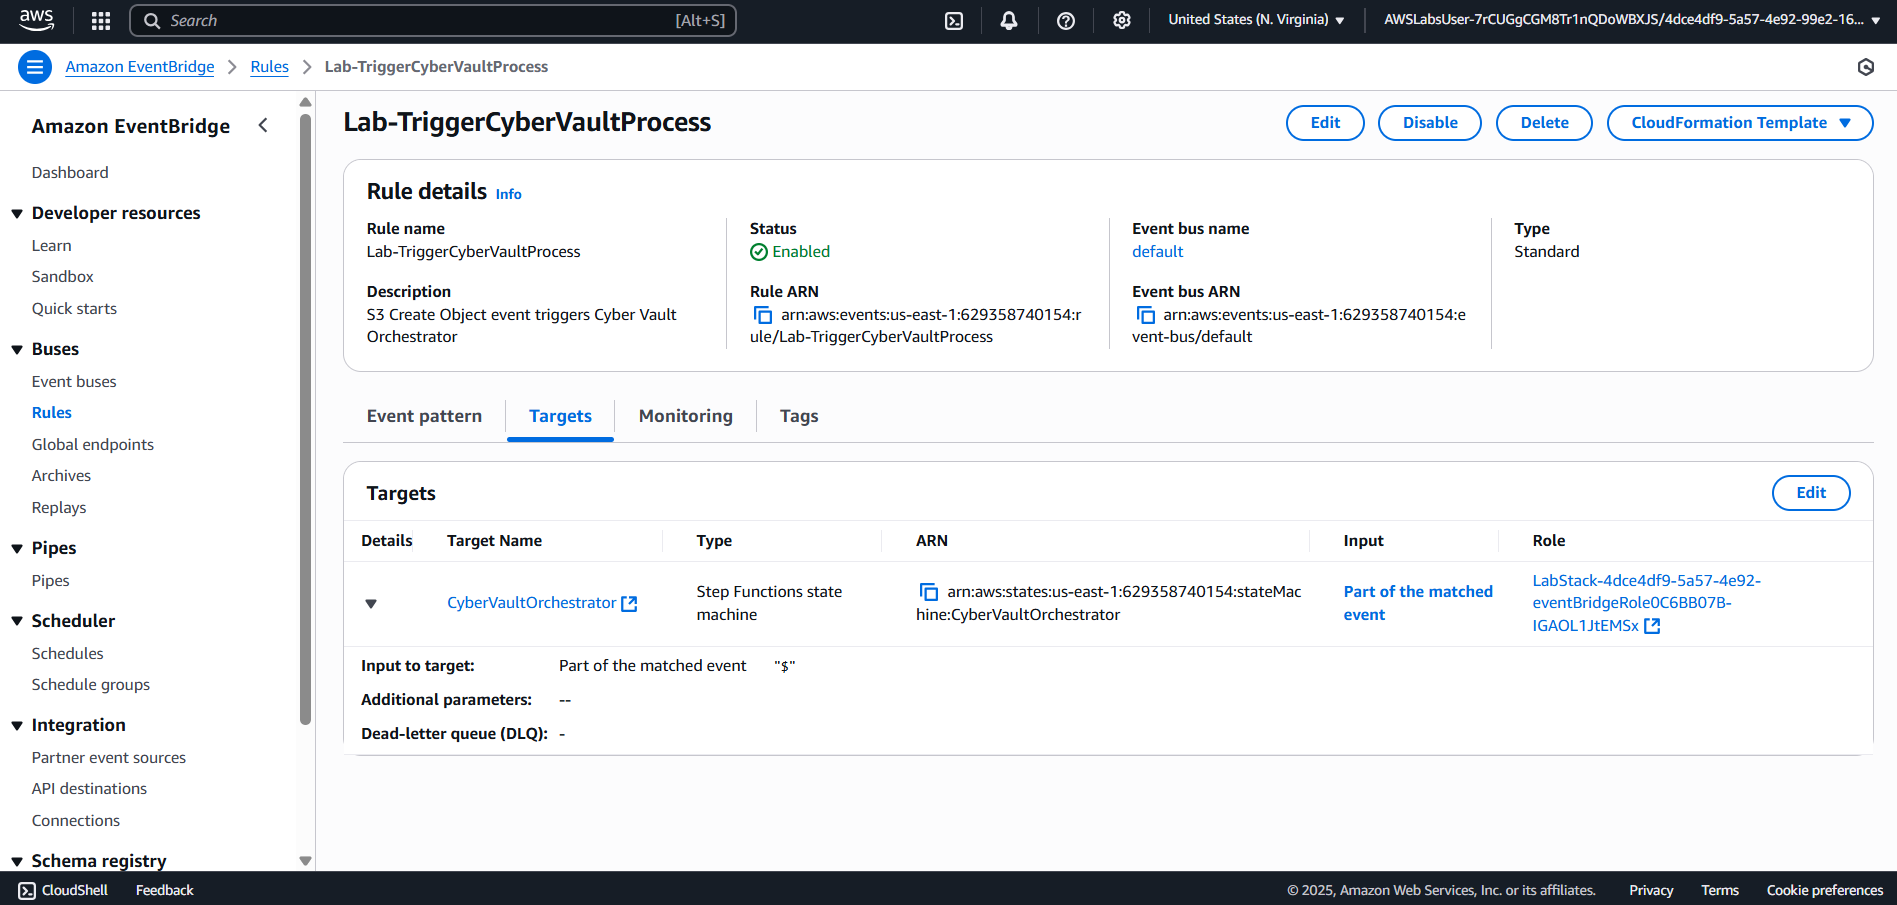 aws
Search
[Alt+S]
United States (N. Virginia)
AWSLabsUser-7rCUGgCGM8Tr1nQDoWBXJS/4dce4df9-5a57-4e92-99e2-16...
Amazon EventBridge
Rules
Lab-TriggerCyberVaultProcess
Amazon EventBridge
Dashboard
Developer resources
Learn
Sandbox
Quick starts
Buses
Event buses
Rules
Global endpoints
Archives
Replays
Pipes
Pipes
Scheduler
Schedules
Schedule groups
Integration
Partner event sources
API destinations
Connections
Schema registry
Lab-TriggerCyberVaultProcess
Edit
Disable
Delete
CloudFormation Template
Rule details Info
Rule name
Lab-TriggerCyberVaultProcess
Description
S3 Create Object event triggers Cyber Vault
Orchestrator
Status
Enabled
Rule ARN
arn:aws:events:us-east-1:629358740154:r
ule/Lab-TriggerCyberVaultProcess
Event bus name
default
Event bus ARN
arn:aws:events:us-east-1:629358740154:e
vent-bus/default
Type
Standard
Event pattern
Targets
Monitoring
Tags
Targets
Edit
Details
Target Name
Type
ARN
Input
Role
CyberVaultOrchestrator
Step Functions state
machine
arn:aws:states:us-east-1:629358740154:stateMac
hine:CyberVaultOrchestrator
Part of the matched
event
LabStack-4dce4df9-5a57-4e92-
eventBridgeRole0C6BB07B-
IGAOL1JtEMSx
Input to target: Part of the matched event "$"
Additional parameters: --
Dead-letter queue (DLQ): -
CloudShell
Feedback
© 2025, Amazon Web Services, Inc. or its affiliates.
Privacy
Terms
Cookie preferences